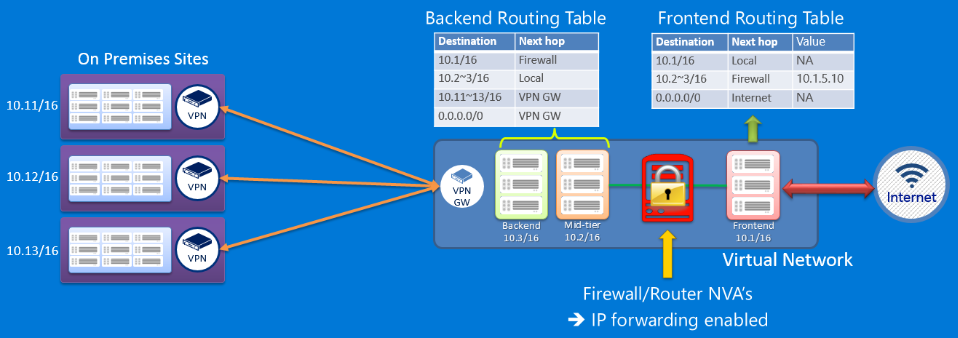 Backend Routing Table
Destination Next hop
10.1/16 Firewall
10.2~3/16 Local
10.11~13/16 VPN GW
0.0.0.0/0 VPN GW
Frontend Routing Table
Destination Next hop Value
10.1/16 Local NA
10.2~3/16 Firewall 10.1.5.10
0.0.0.0/0 Internet NA
On Premises Sites
10.11/16
VPN
10.12/16
VPN
10.13/16
VPN
VPN
GW
Backend
10.3/16
Mid-tier
10.2/16
Frontend
10.1/16
Internet
Virtual Network
Firewall/Router NVA's
➔ IP forwarding enabled